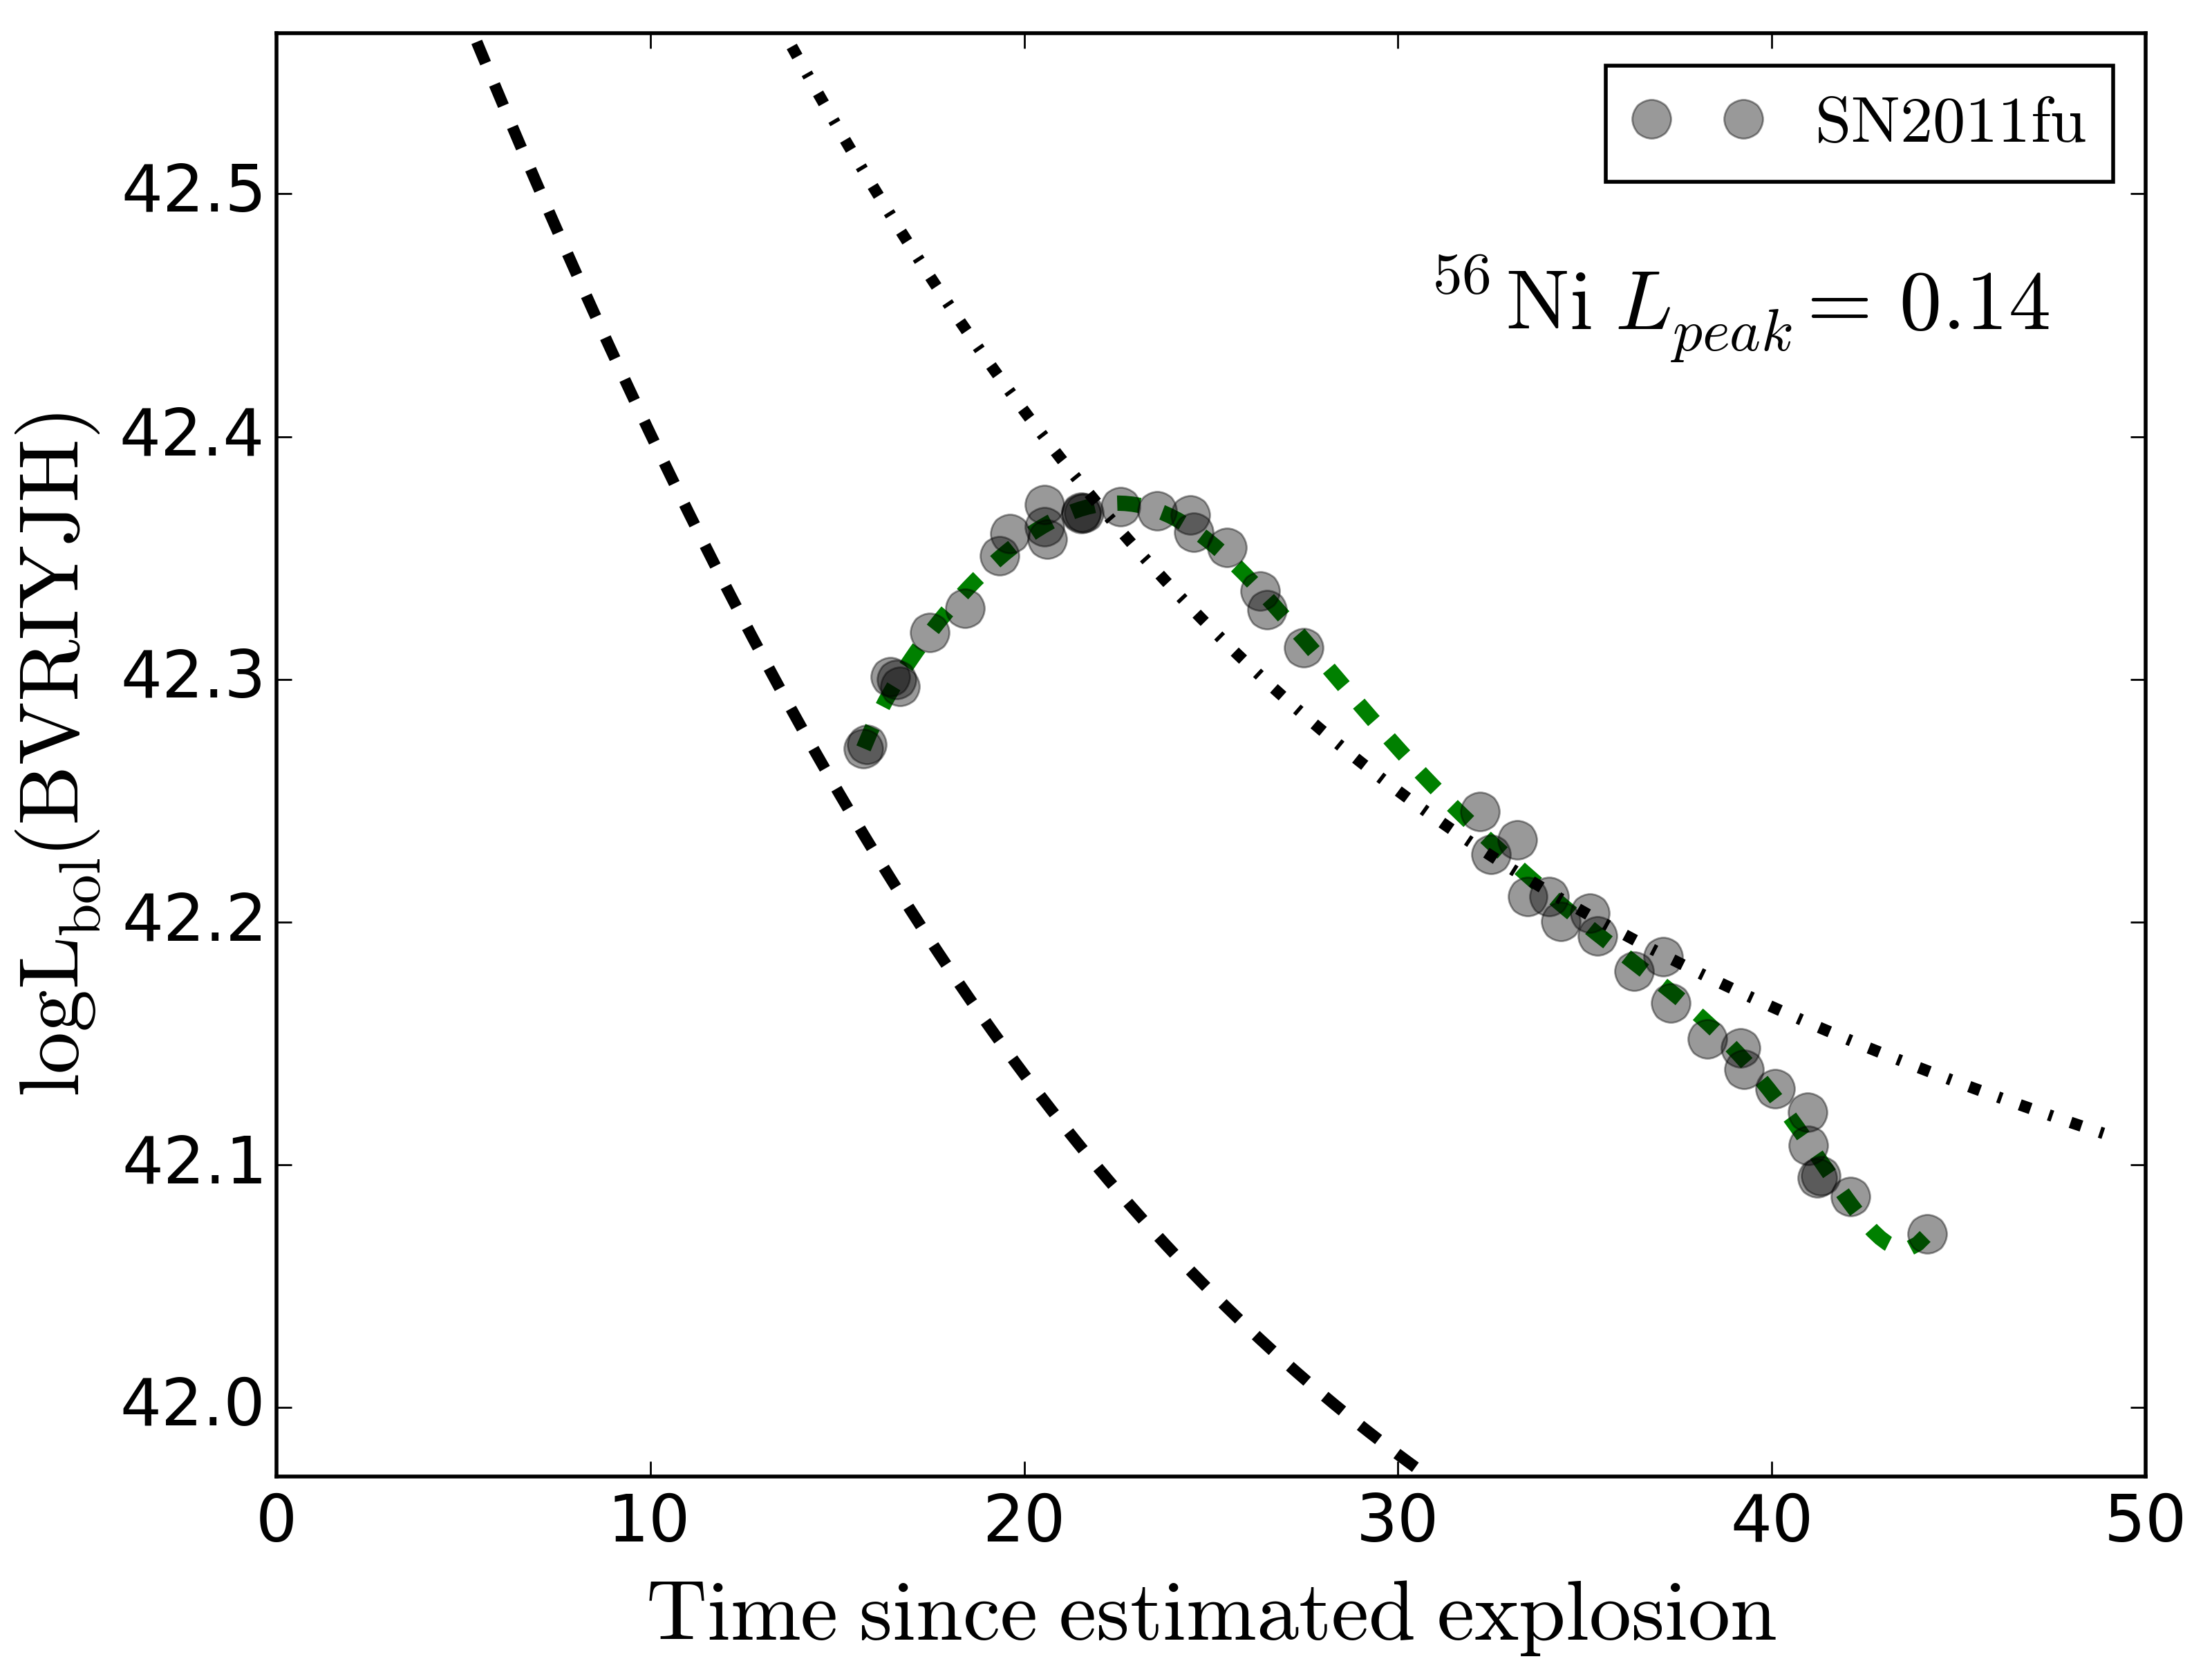 SN2011fu
⁵⁶Ni L_peak = 0.14
42.5
42.4
42.3
42.2
42.1
42.0
logL_bol(BVRIYJH)
0 10 20 30 40 50
Time since estimated explosion